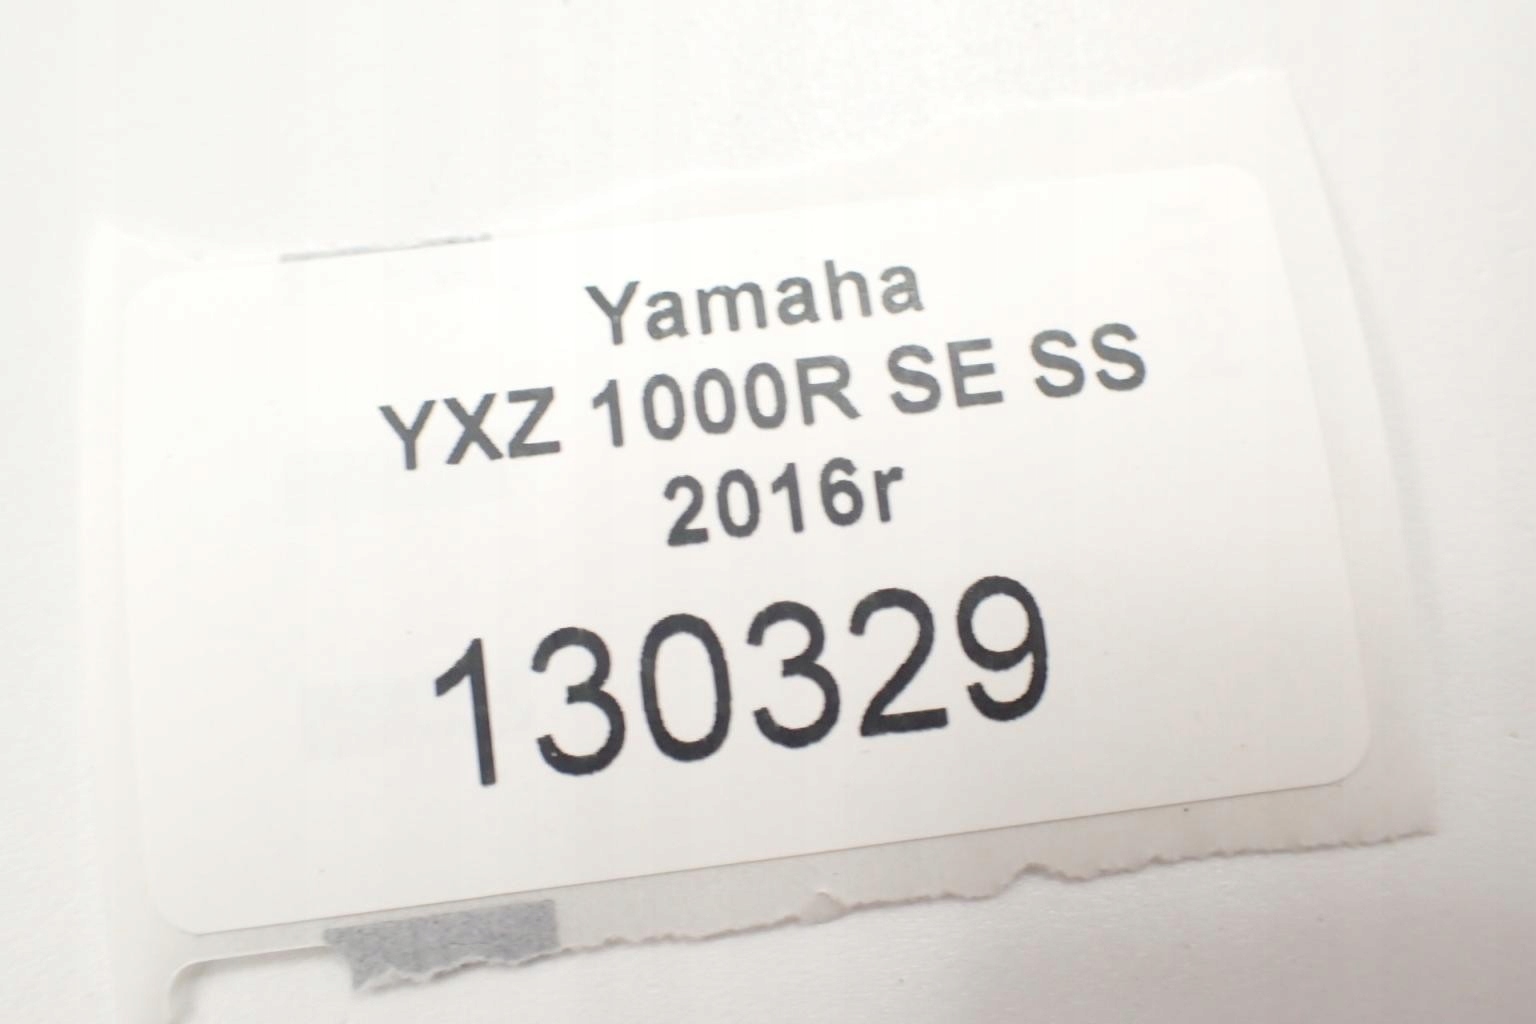 Yamaha
YXZ 1000R SE SS
2016r
130329